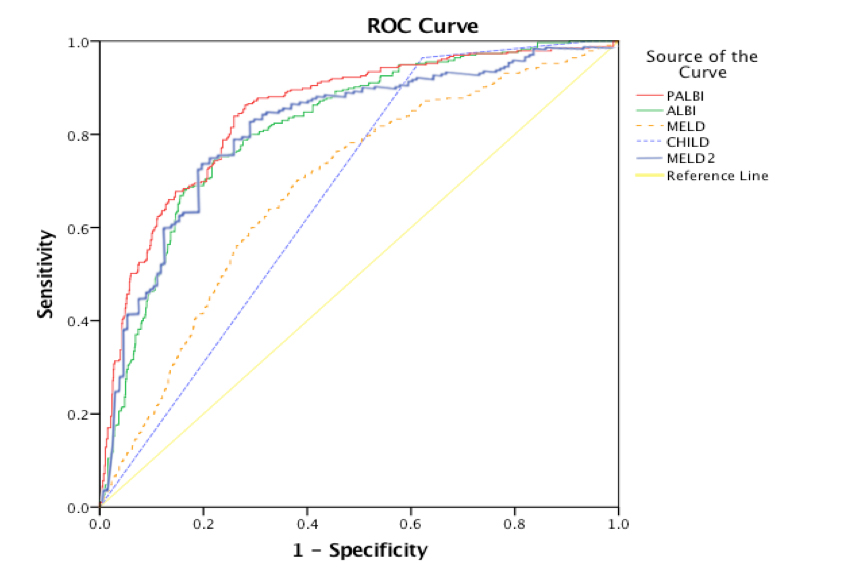 ROC Curve
Source of the
Curve
PALBI
ALBI
MELD
CHILD
MELD2
Reference Line
Sensitivity
1.0
0.8
0.6
0.4
0.2
0.0
0.0 0.2 0.4 0.6 0.8 1.0
1 – Specificity